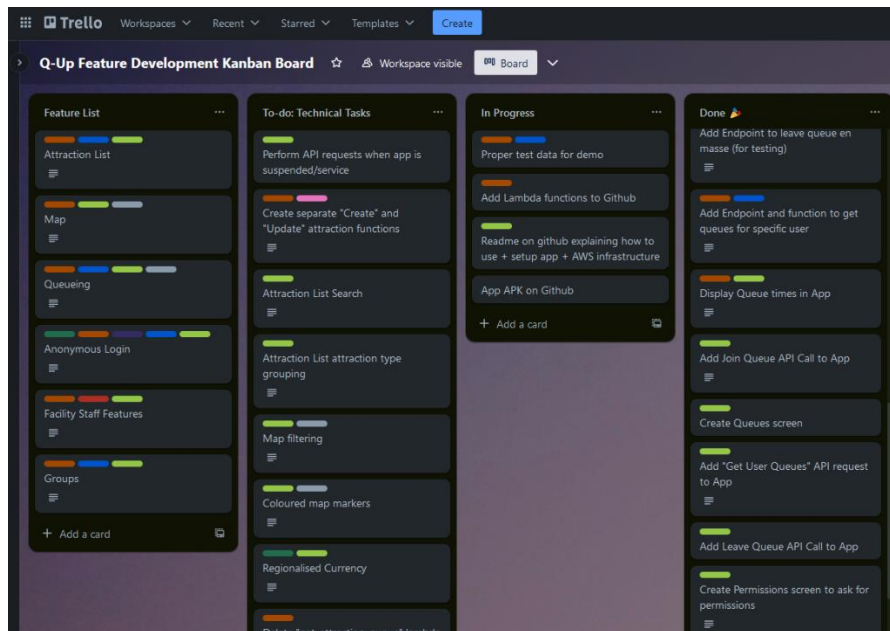 Trello
Workspaces
Recent
Starred
Templates
Create
Q-Up Feature Development Kanban Board
Workspace visible
Board
Feature List
Attraction List
Map
Queueing
Anonymous Login
Facility Staff Features
Groups
+ Add a card
To-do: Technical Tasks
Perform API requests when app is
suspended/service
Create separate "Create" and
"Update" attraction functions
Attraction List Search
Attraction List attraction type
grouping
Map filtering
Coloured map markers
Regionalised Currency
In Progress
Proper test data for demo
Add Lambda functions to Github
Readme on github explaining how to
use + setup app + AWS infrastructure
App APK on Github
+ Add a card
Done 🎉
Add Endpoint to leave queue en
masse (for testing)
Add Endpoint and function to get
queues for specific user
Display Queue times in App
Add Join Queue API Call to App
Create Queues screen
Add "Get User Queues" API request
to App
Add Leave Queue API Call to App
Create Permissions screen to ask for
permissions